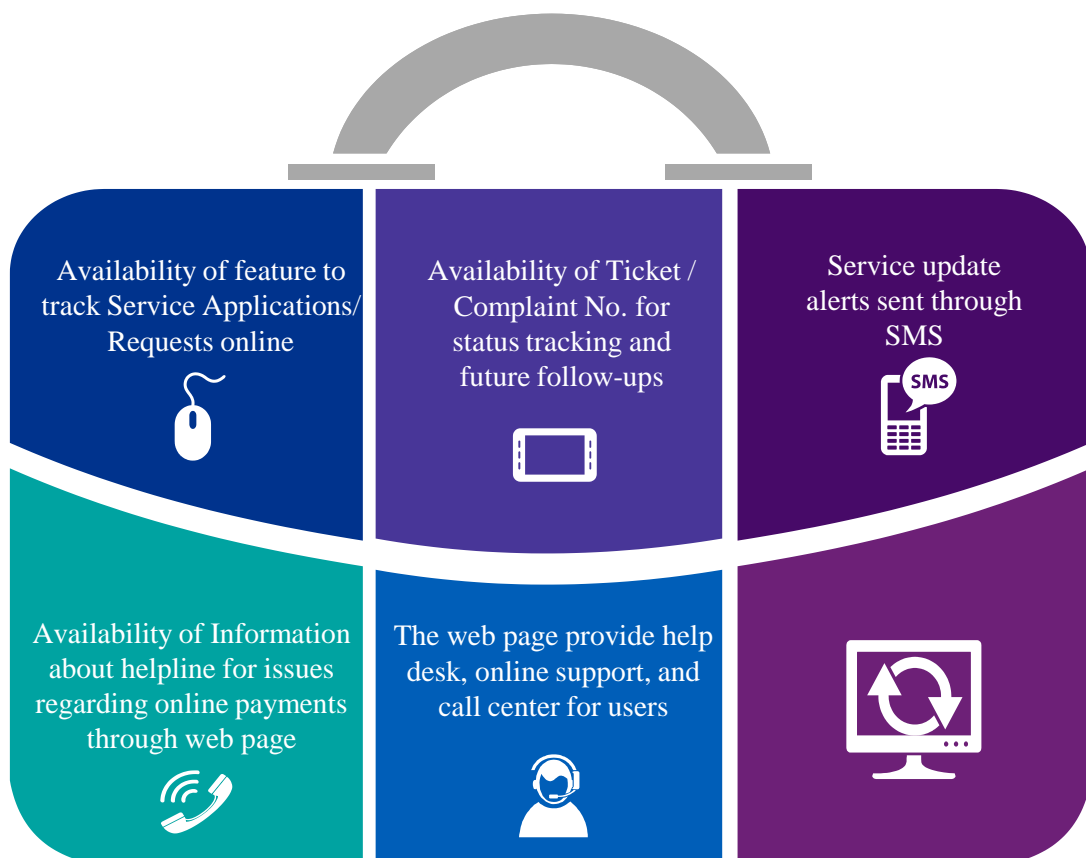 Availability of feature to
track Service Applications/
Requests online
Availability of Ticket /
Complaint No. for
status tracking and
future follow-ups
Service update
alerts sent through
SMS
SMS
Availability of Information
about helpline for issues
regarding online payments
through web page
The web page provide help
desk, online support, and
call center for users